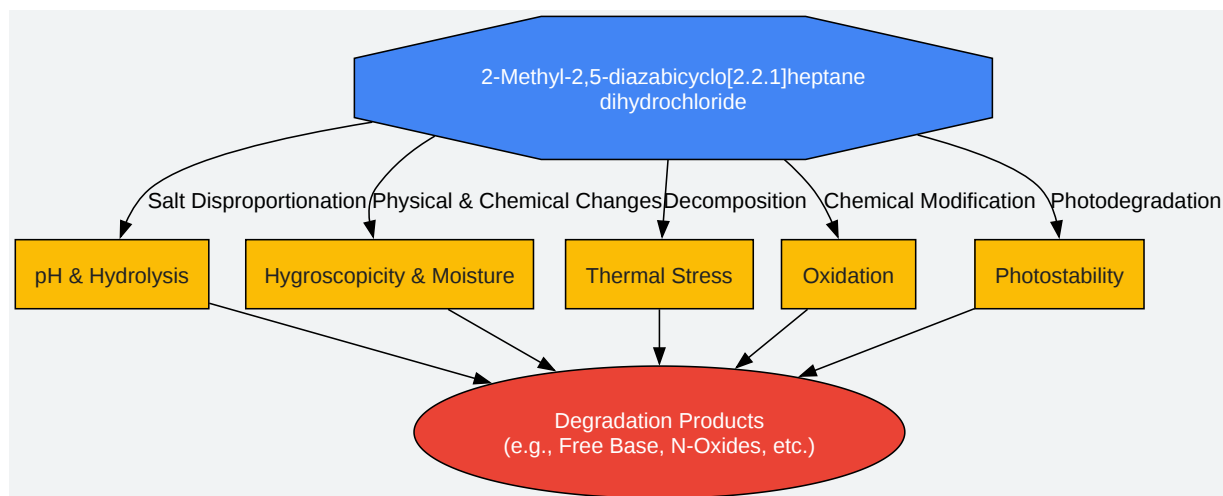 2-Methyl-2,5-diazabicyclo[2.2.1]heptane
dihydrochloride
Salt Disproportionation
Physical & Chemical Changes
Decomposition
Chemical Modification
Photodegradation
pH & Hydrolysis
Hygroscopicity & Moisture
Thermal Stress
Oxidation
Photostability
Degradation Products
(e.g., Free Base, N-Oxides, etc.)